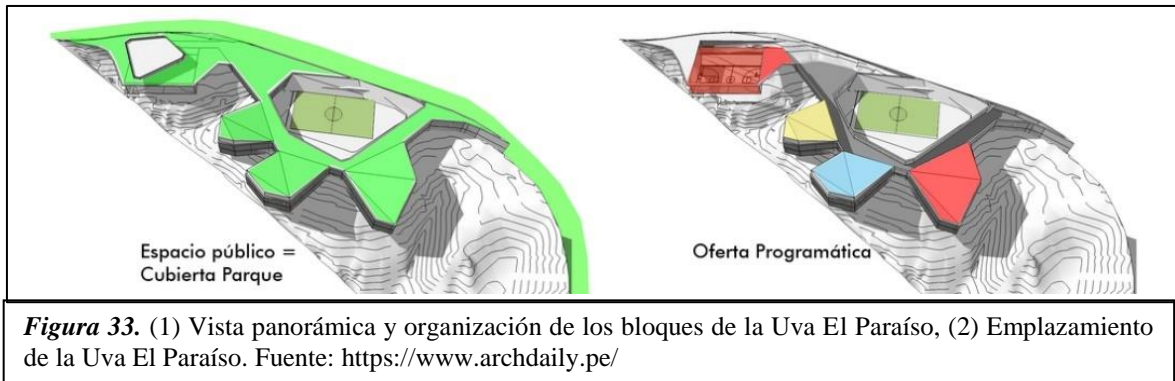 Espacio público =
Cubierta Parque
Oferta Programática
Figura 33. (1) Vista panorámica y organización de los bloques de la Uva El Paraíso, (2) Emplazamiento
de la Uva El Paraíso. Fuente: https://www.archdaily.pe/